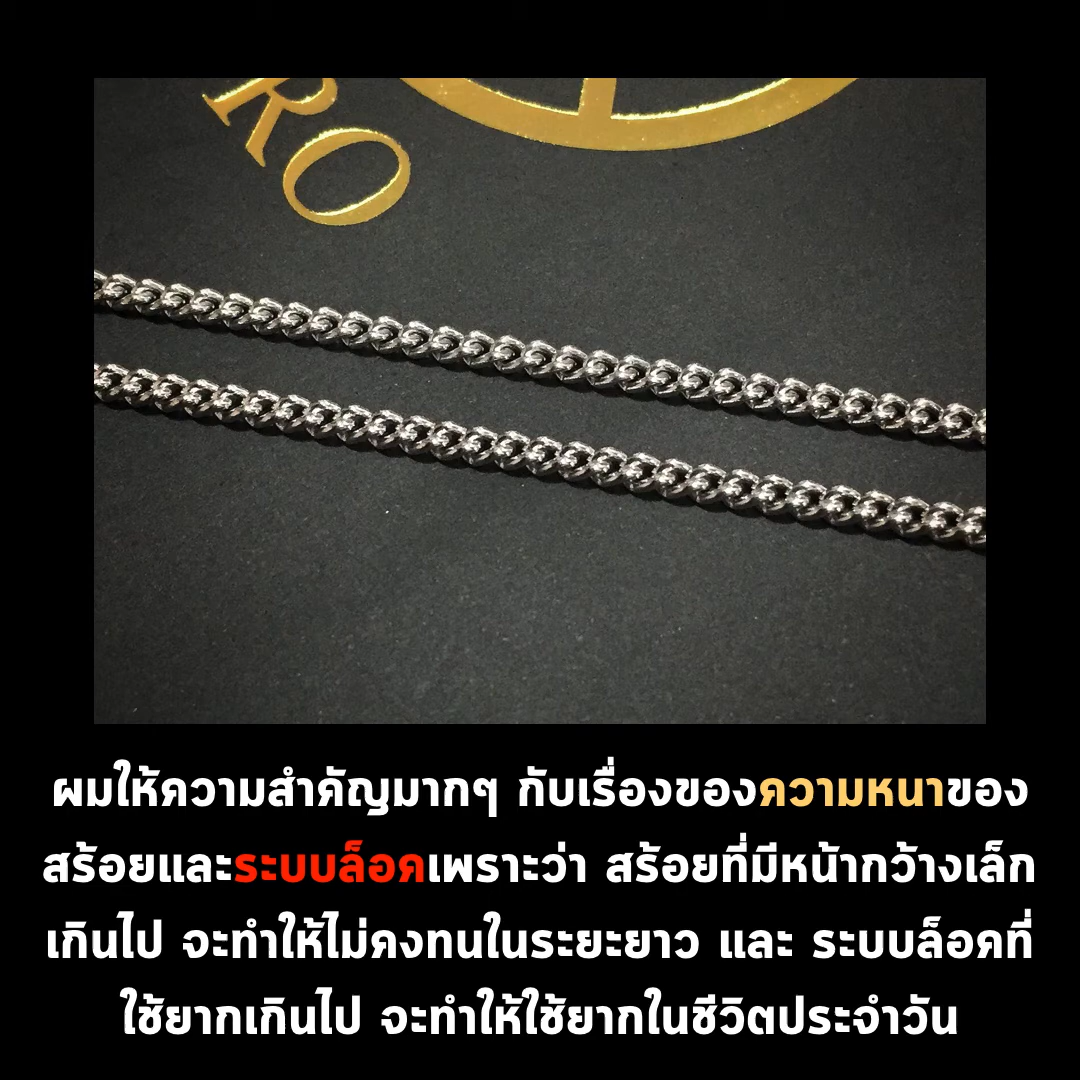 RO
ผมให้ความสำคัญมากๆ กับเรื่องของความหนาของ
สร้อยและระบบล็อคเพราะว่า สร้อยที่มีหน้ากว้างเล็ก
เกินไป จะทำให้ไม่คงทนในระยะยาว และ ระบบล็อคที่
ใช้ยากเกินไป จะทำให้ใช้ยากในชีวิตประจำวัน